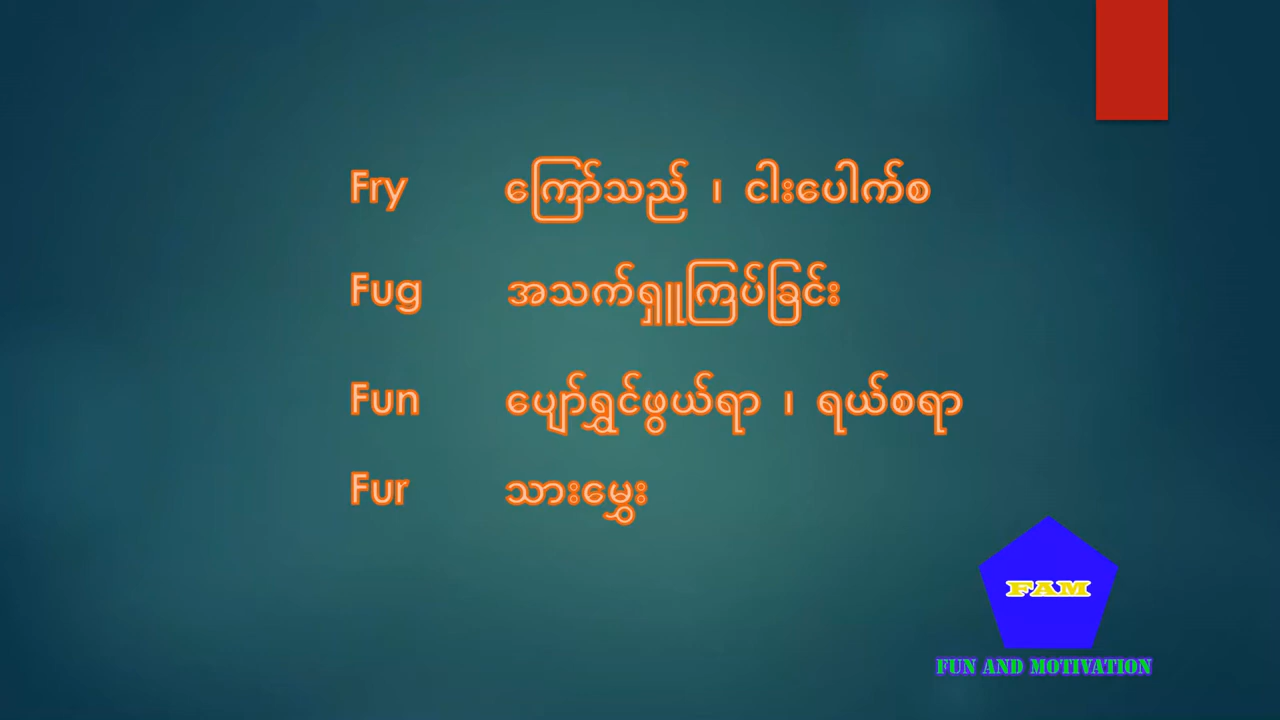 Fry ကြော်သည် ၊ ငါးပေါက်စ
Fug အသက်ရှူကြပ်ခြင်း
Fun ပျော်ရွှင်ဖွယ်ရာ ၊ ရယ်စရာ
Fur သားမွှေး
FAM
FUN AND MOTIVATION